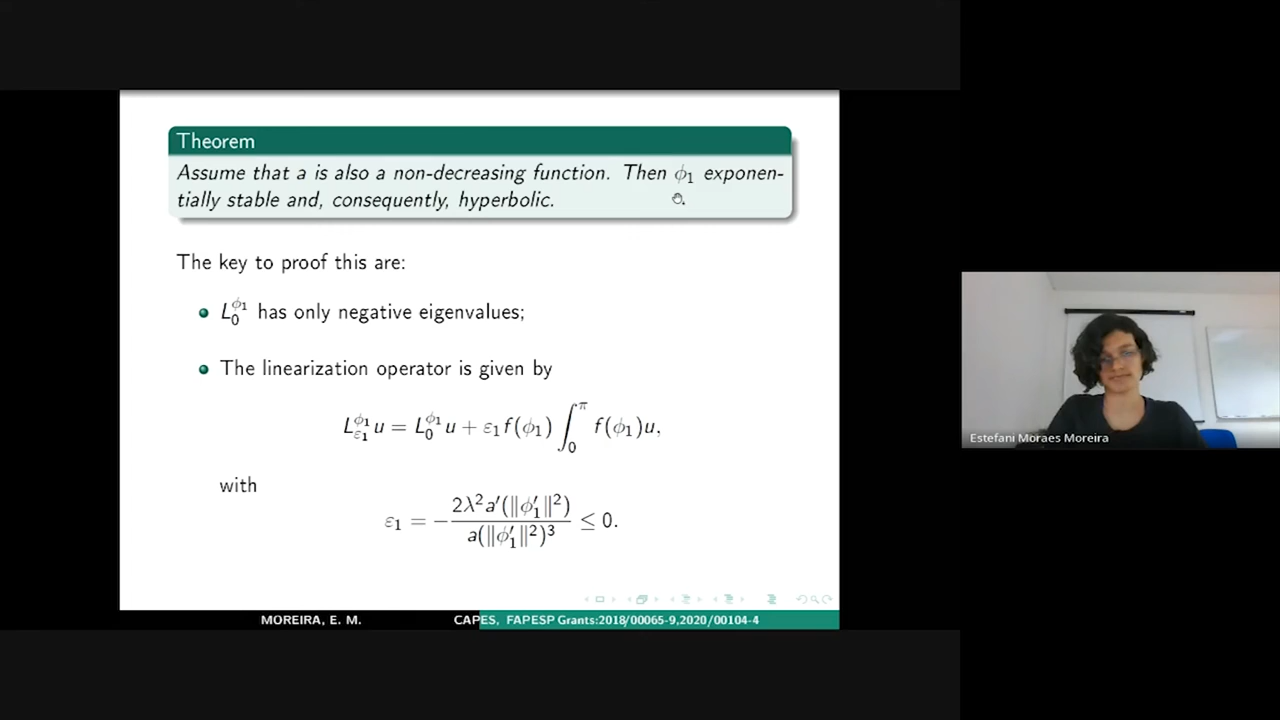 Theorem
Assume that a is also a non-decreasing function. Then ϕ₁ exponen-
tially stable and, consequently, hyperbolic.
The key to proof this are:
L₀^{ϕ₁} has only negative eigenvalues;
The linearization operator is given by
L_{ε₁}^{ϕ₁} u = L₀^{ϕ₁} u + ε₁ f(ϕ₁) ∫₀^π f(ϕ₁)u,
with
ε₁ = − 2λ²a′(‖ϕ₁′‖²) / a(‖ϕ₁′‖²)³ ≤ 0.
MOREIRA, E. M. CAPES, FAPESP Grants:2018/00065-9,2020/00104-4
Estefani Moraes Moreira